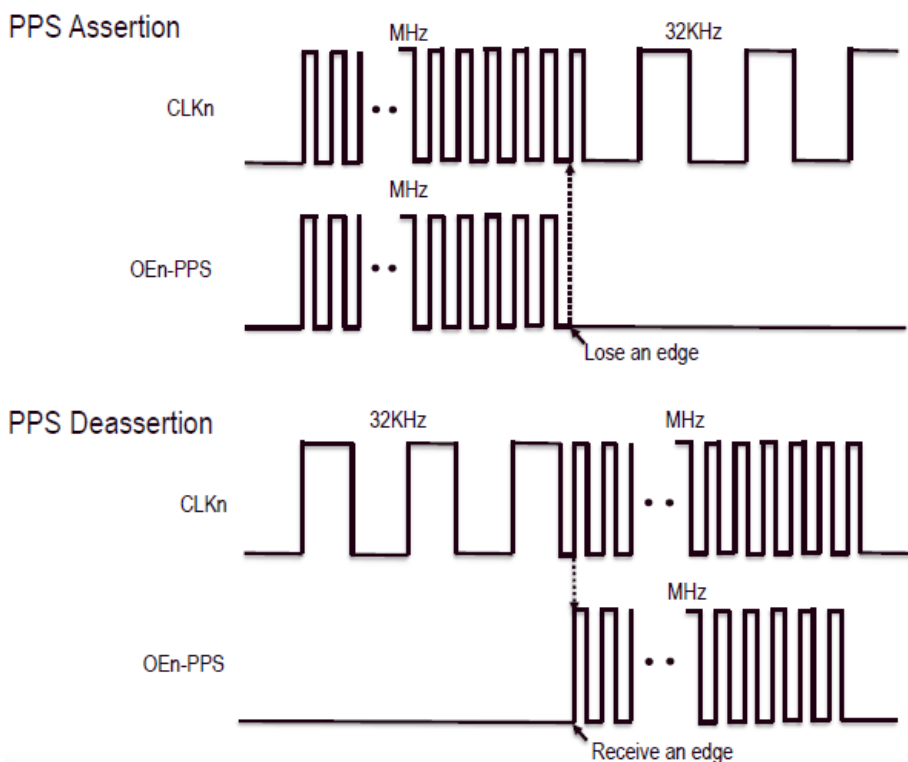 PPS Assertion
MHz
32KHz
CLKn
MHz
OEn-PPS
Lose an edge
PPS Deassertion
32KHz
MHz
CLKn
MHz
OEn-PPS
Receive an edge